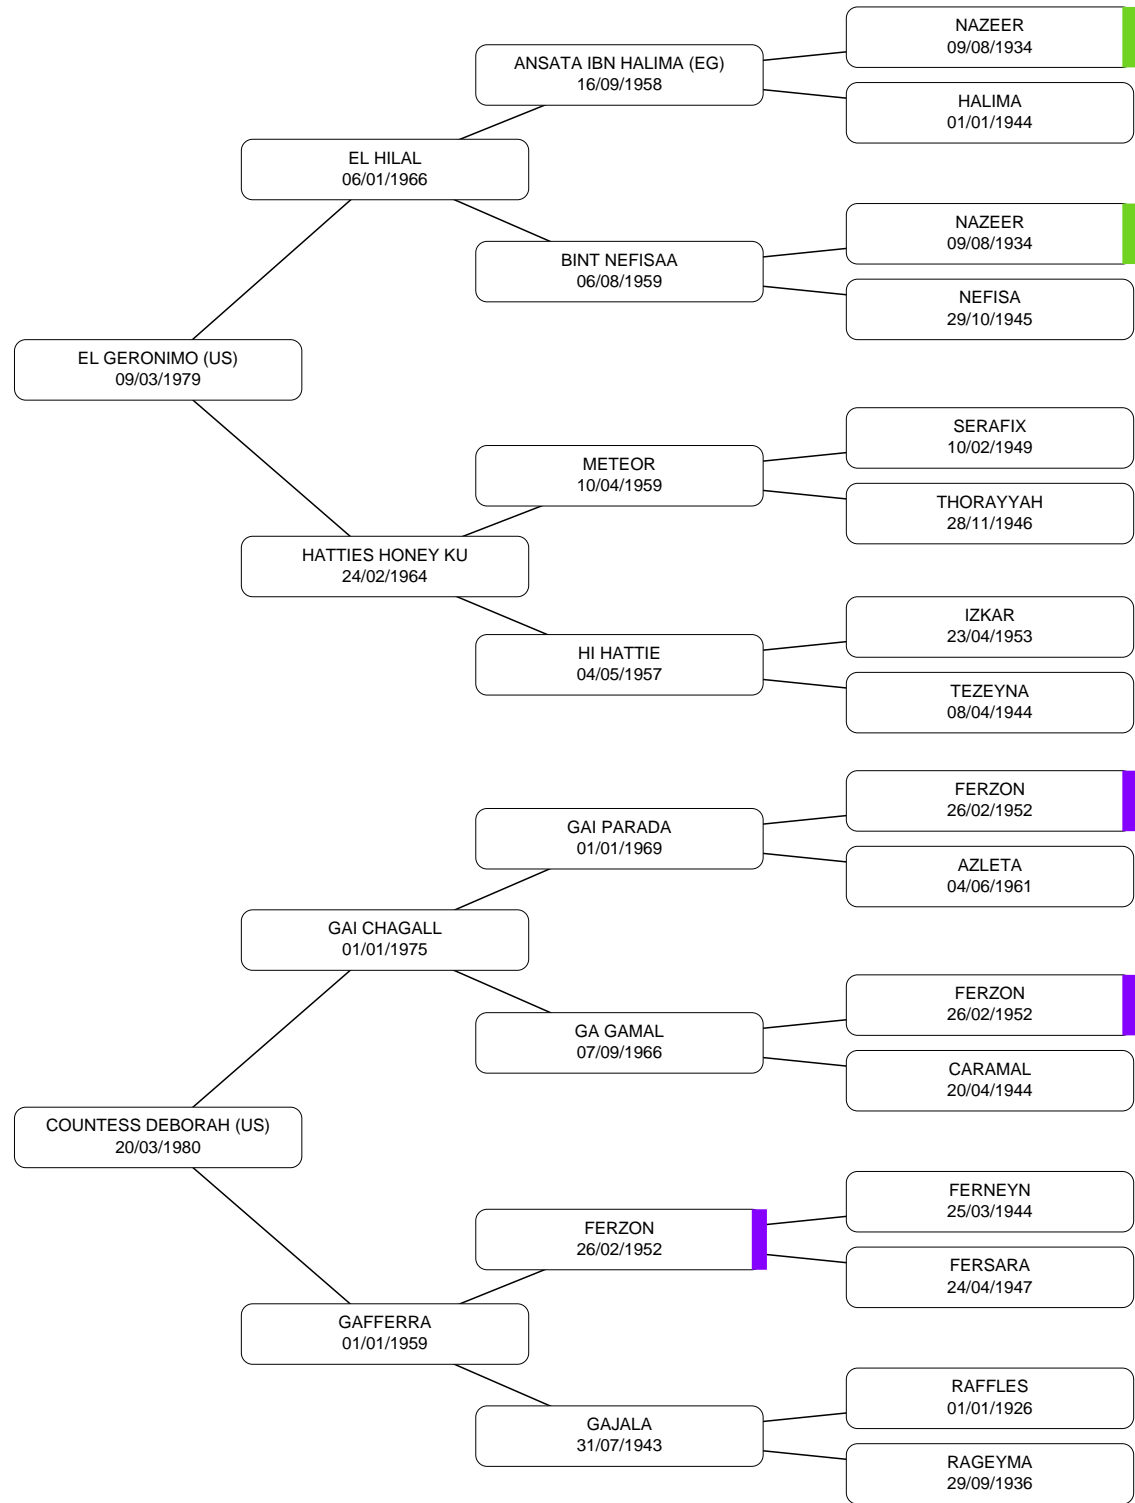 NAZEER
09/08/1934
ANSATA IBN HALIMA (EG)
16/09/1958
HALIMA
01/01/1944
EL HILAL
06/01/1966
NAZEER
09/08/1934
BINT NEFISAA
06/08/1959
NEFISA
29/10/1945
EL GERONIMO (US)
09/03/1979
SERAFIX
10/02/1949
METEOR
10/04/1959
THORAYYAH
28/11/1946
HATTIES HONEY KU
24/02/1964
IZKAR
23/04/1953
HI HATTIE
04/05/1957
TEZEYNA
08/04/1944
FERZON
26/02/1952
GAI PARADA
01/01/1969
AZLETA
04/06/1961
GAI CHAGALL
01/01/1975
FERZON
26/02/1952
GA GAMAL
07/09/1966
CARAMAL
20/04/1944
COUNTESS DEBORAH (US)
20/03/1980
FERNEYN
25/03/1944
FERZON
26/02/1952
FERSARA
24/04/1947
GAFFERRA
01/01/1959
RAFFLES
01/01/1926
GAJALA
31/07/1943
RAGEYMA
29/09/1936